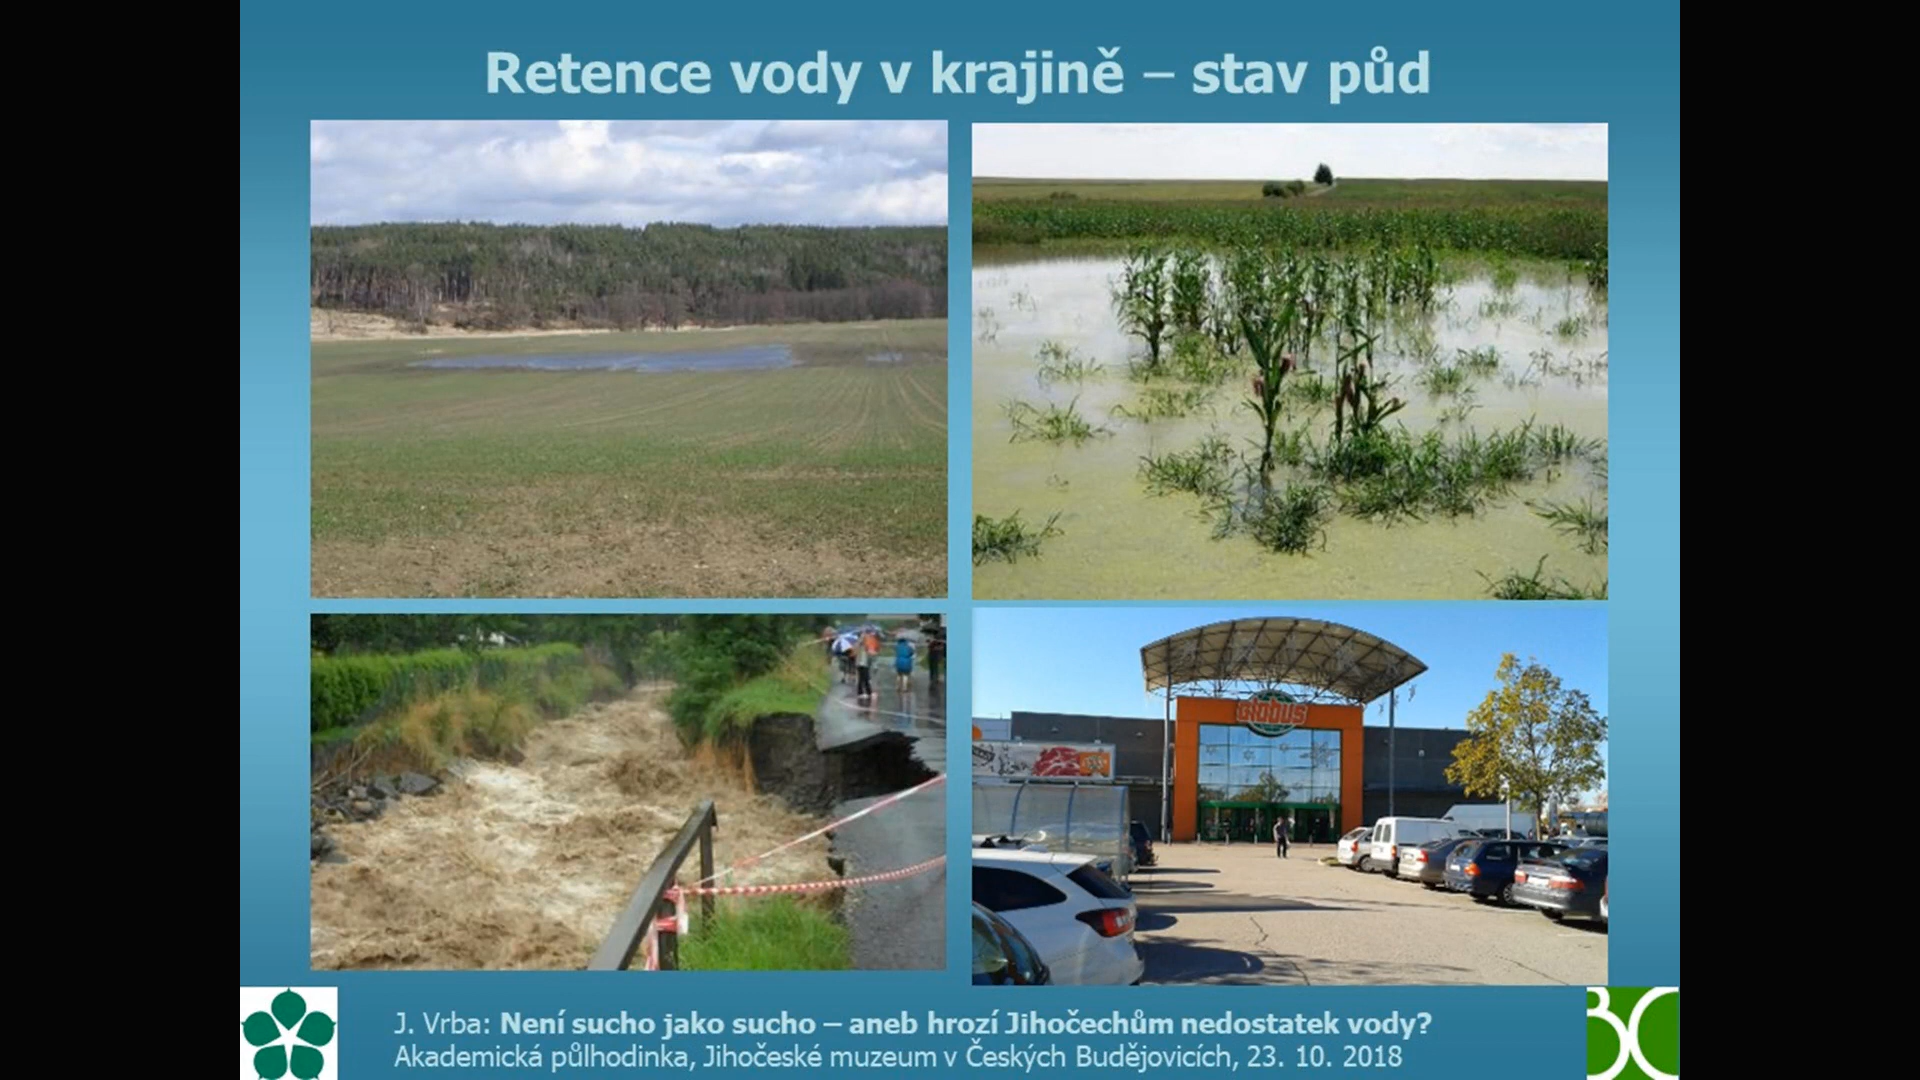 Retence vody v krajině – stav půd
Globus
J. Vrba: Není sucho jako sucho – aneb hrozí Jihočechům nedostatek vody?
Akademická půlhodinka, Jihočeské muzeum v Českých Budějovicích, 23. 10. 2018
BC